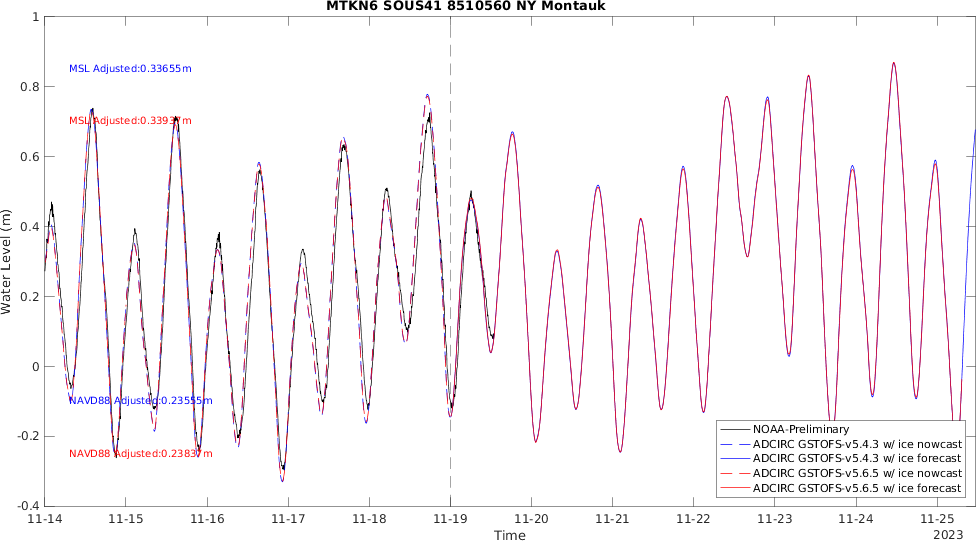 MTKN6 SOUS41 8510560 NY Montauk
1
0.8
0.6
0.4
0.2
0
-0.2
-0.4
Water Level (m)
MSL Adjusted:0.33655m
MSL Adjusted:0.33937m
NAVD88 Adjusted:0.23555m
NAVD88 Adjusted:0.23837m
NOAA-Preliminary
ADCIRC GSTOFS-v5.4.3 w/ ice nowcast
ADCIRC GSTOFS-v5.4.3 w/ ice forecast
ADCIRC GSTOFS-v5.6.5 w/ ice nowcast
ADCIRC GSTOFS-v5.6.5 w/ ice forecast
11-14 11-15 11-16 11-17 11-18 11-19 11-20 11-21 11-22 11-23 11-24 11-25
Time
2023